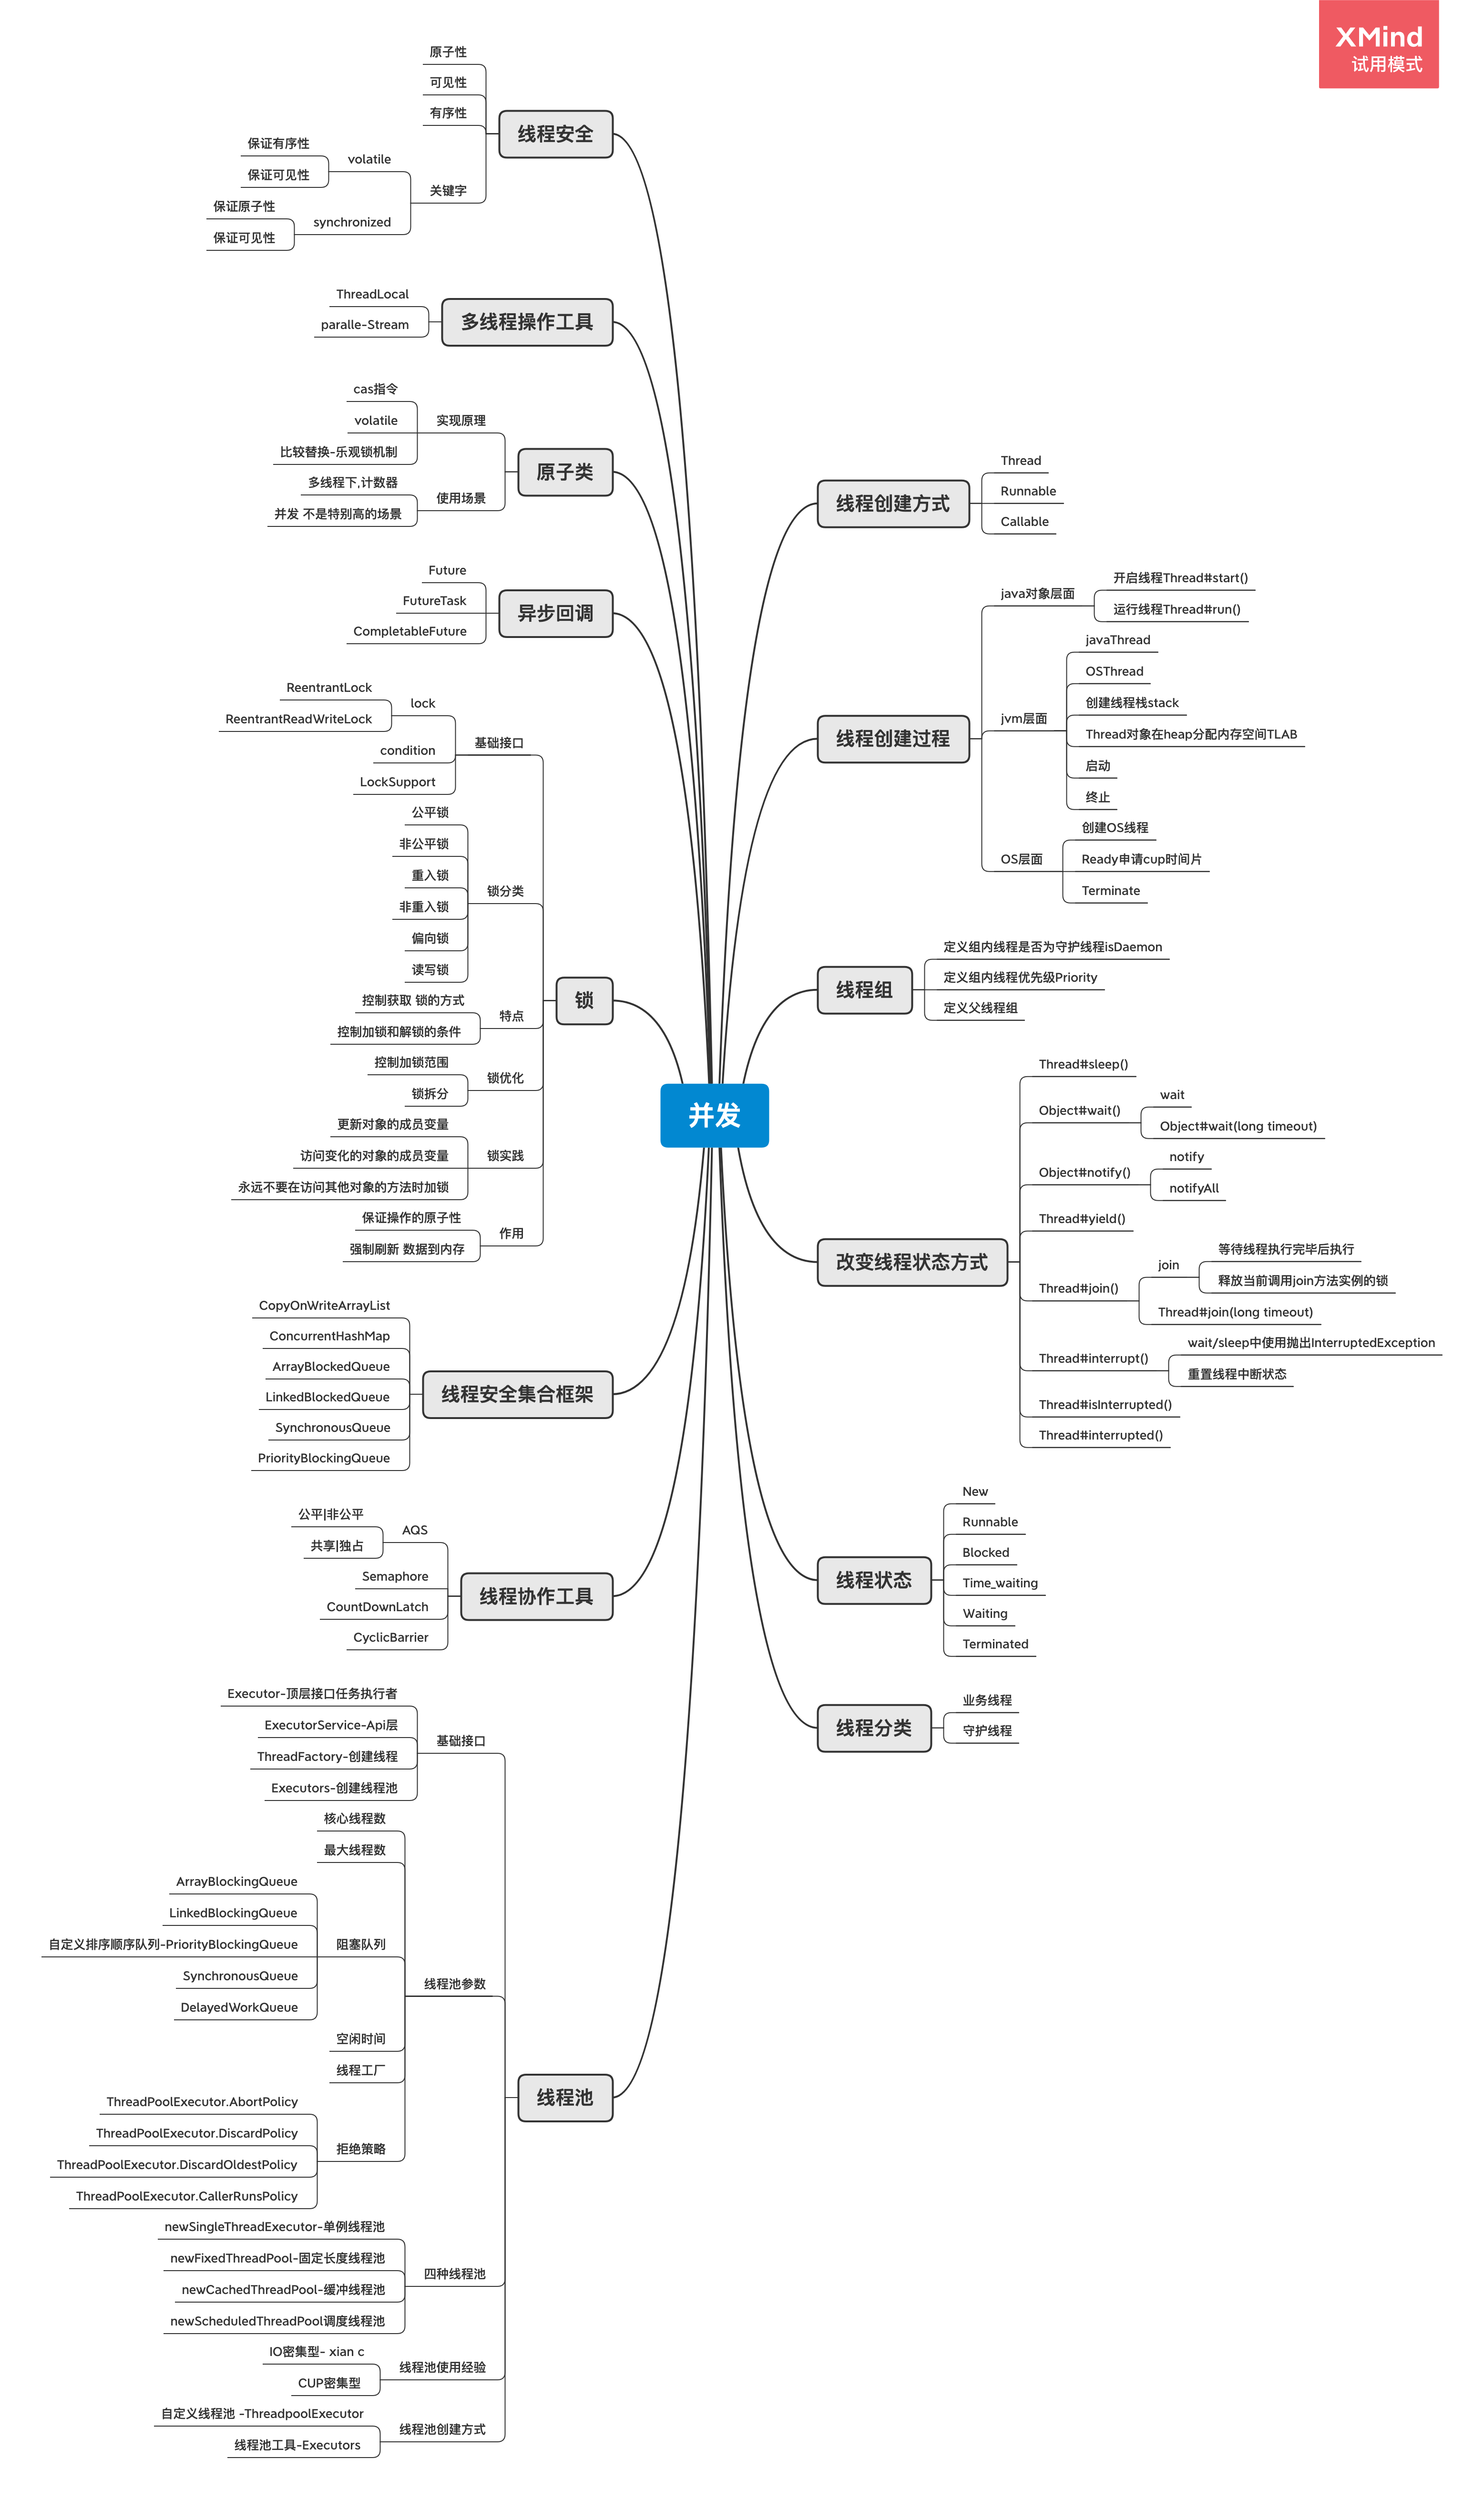 XMind
试用模式
并发
线程安全
原子性
可见性
有序性
关键字
volatile
保证有序性
保证可见性
synchronized
保证原子性
保证可见性
多线程操作工具
ThreadLocal
paralle-Stream
原子类
实现原理
cas指令
volatile
比较替换-乐观锁机制
使用场景
多线程下,计数器
并发 不是特别高的场景
异步回调
Future
FutureTask
CompletableFuture
锁
基础接口
lock
ReentrantLock
ReentrantReadWriteLock
condition
LockSupport
锁分类
公平锁
非公平锁
重入锁
非重入锁
偏向锁
读写锁
特点
控制获取 锁的方式
控制加锁和解锁的条件
锁优化
控制加锁范围
锁拆分
锁实践
更新对象的成员变量
访问变化的对象的成员变量
永远不要在访问其他对象的方法时加锁
作用
保证操作的原子性
强制刷新 数据到内存
线程安全集合框架
CopyOnWriteArrayList
ConcurrentHashMap
ArrayBlockedQueue
LinkedBlockedQueue
SynchronousQueue
PriorityBlockingQueue
线程协作工具
AQS
公平|非公平
共享|独占
Semaphore
CountDownLatch
CyclicBarrier
线程池
基础接口
Executor-顶层接口任务执行者
ExecutorService-Api层
ThreadFactory-创建线程
Executors-创建线程池
线程池参数
核心线程数
最大线程数
阻塞队列
ArrayBlockingQueue
LinkedBlockingQueue
自定义排序顺序队列-PriorityBlockingQueue
SynchronousQueue
DelayedWorkQueue
空闲时间
线程工厂
拒绝策略
ThreadPoolExecutor.AbortPolicy
ThreadPoolExecutor.DiscardPolicy
ThreadPoolExecutor.DiscardOldestPolicy
ThreadPoolExecutor.CallerRunsPolicy
四种线程池
newSingleThreadExecutor-单例线程池
newFixedThreadPool-固定长度线程池
newCachedThreadPool-缓冲线程池
newScheduledThreadPool调度线程池
线程池使用经验
IO密集型- xian c
CUP密集型
线程池创建方式
自定义线程池 -ThreadpoolExecutor
线程池工具-Executors
线程创建方式
Thread
Runnable
Callable
线程创建过程
java对象层面
开启线程Thread#start()
运行线程Thread#run()
jvm层面
javaThread
OSThread
创建线程栈stack
Thread对象在heap分配内存空间TLAB
启动
终止
OS层面
创建OS线程
Ready申请cup时间片
Terminate
线程组
定义组内线程是否为守护线程isDaemon
定义组内线程优先级Priority
定义父线程组
改变线程状态方式
Thread#sleep()
Object#wait()
wait
Object#wait(long timeout)
Object#notify()
notify
notifyAll
Thread#yield()
Thread#join()
join
等待线程执行完毕后执行
释放当前调用join方法实例的锁
Thread#join(long timeout)
Thread#interrupt()
wait/sleep中使用抛出InterruptedException
重置线程中断状态
Thread#isInterrupted()
Thread#interrupted()
线程状态
New
Runnable
Blocked
Time_waiting
Waiting
Terminated
线程分类
业务线程
守护线程